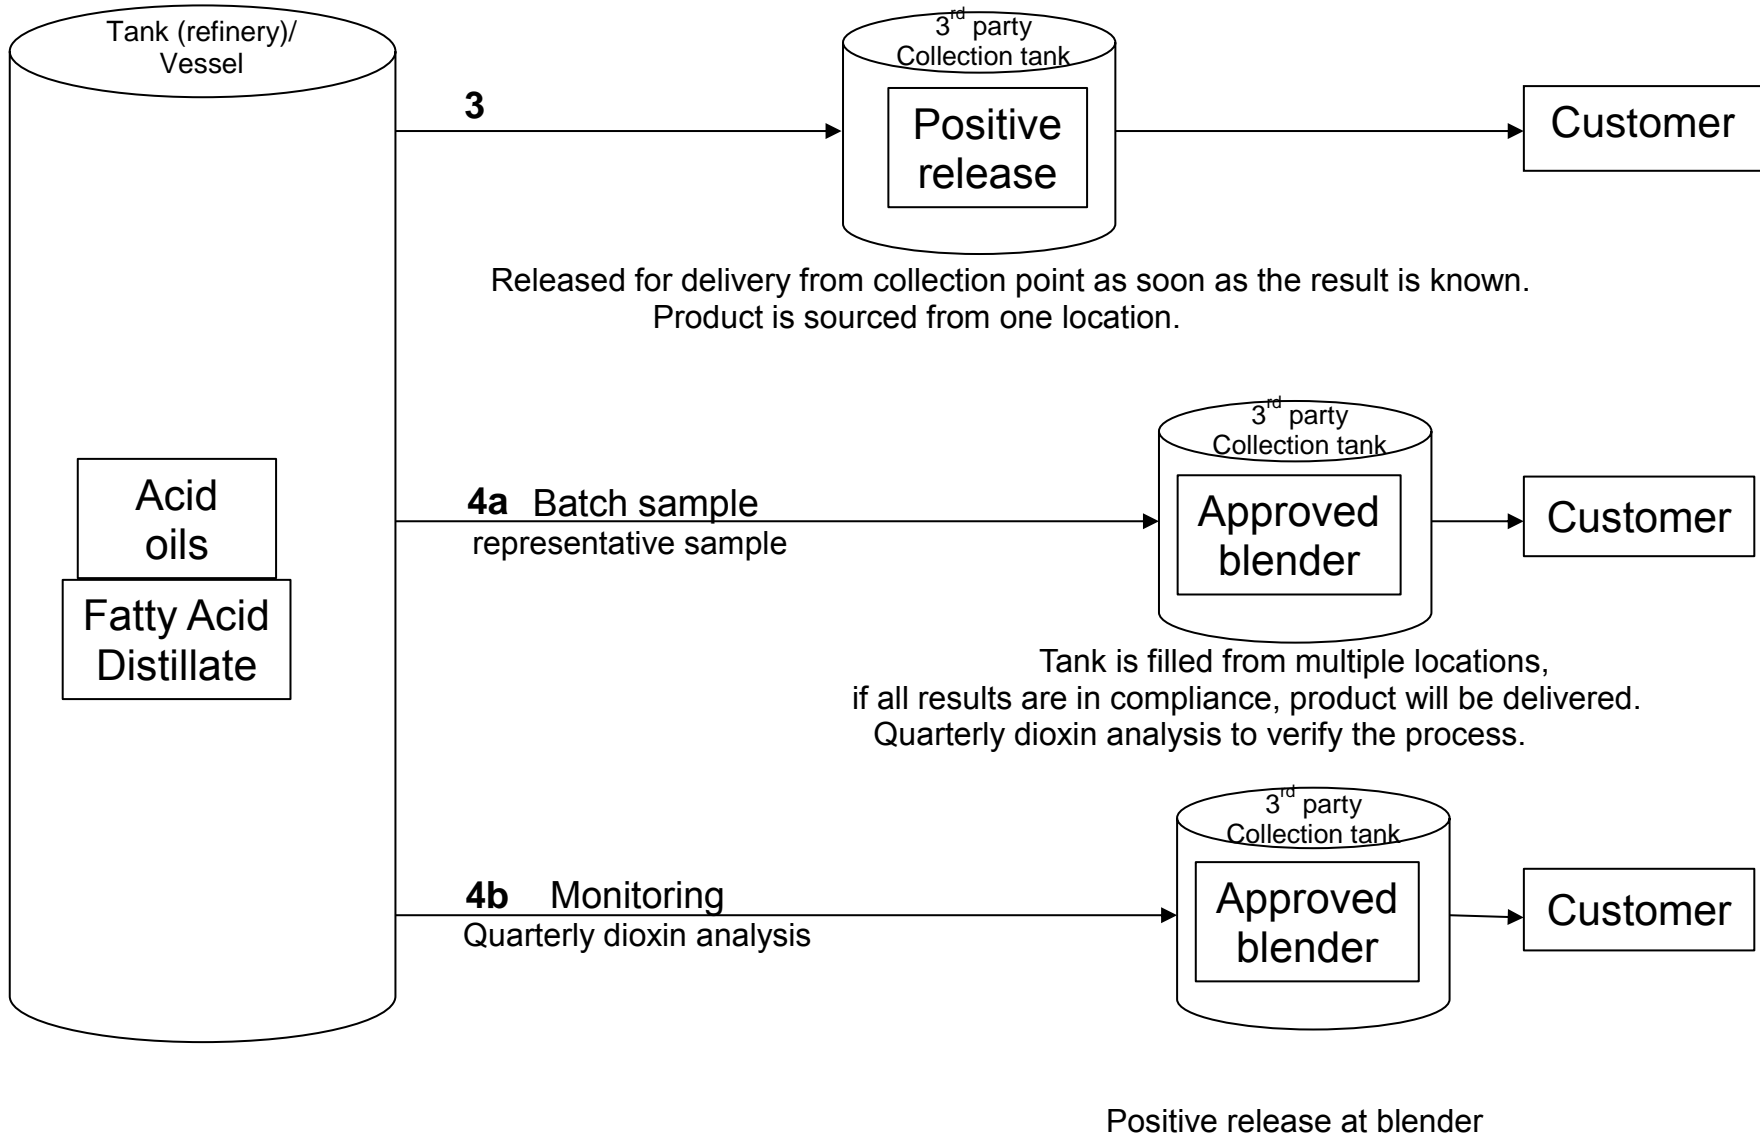 Tank (refinery)/
Vessel
3rd party
Collection tank
3
Positive
release
Customer
Released for delivery from collection point as soon as the result is known.
Product is sourced from one location.
3rd party
Collection tank
Acid
oils
4a Batch sample
representative sample
Approved
blender
Customer
Fatty Acid
Distillate
Tank is filled from multiple locations,
if all results are in compliance, product will be delivered.
Quarterly dioxin analysis to verify the process.
3rd party
Collection tank
4b Monitoring
Quarterly dioxin analysis
Approved
blender
Customer
Positive release at blender